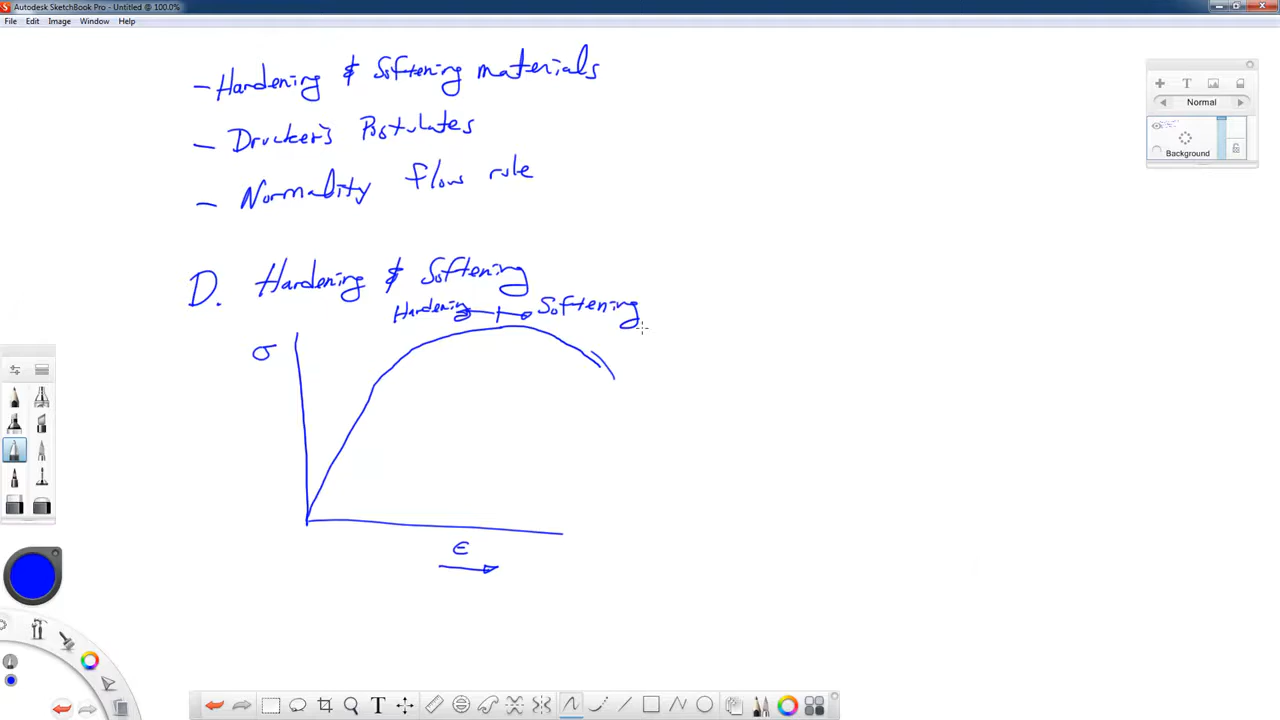 Autodesk SketchBook Pro - Untitled @ 100.0%
File Edit Image Window Help
- Hardening & Softening materials
- Drucker's Postulates
- Normality flow rule
D. Hardening & Softening
Hardening Softening
σ
ε
Normal
Background